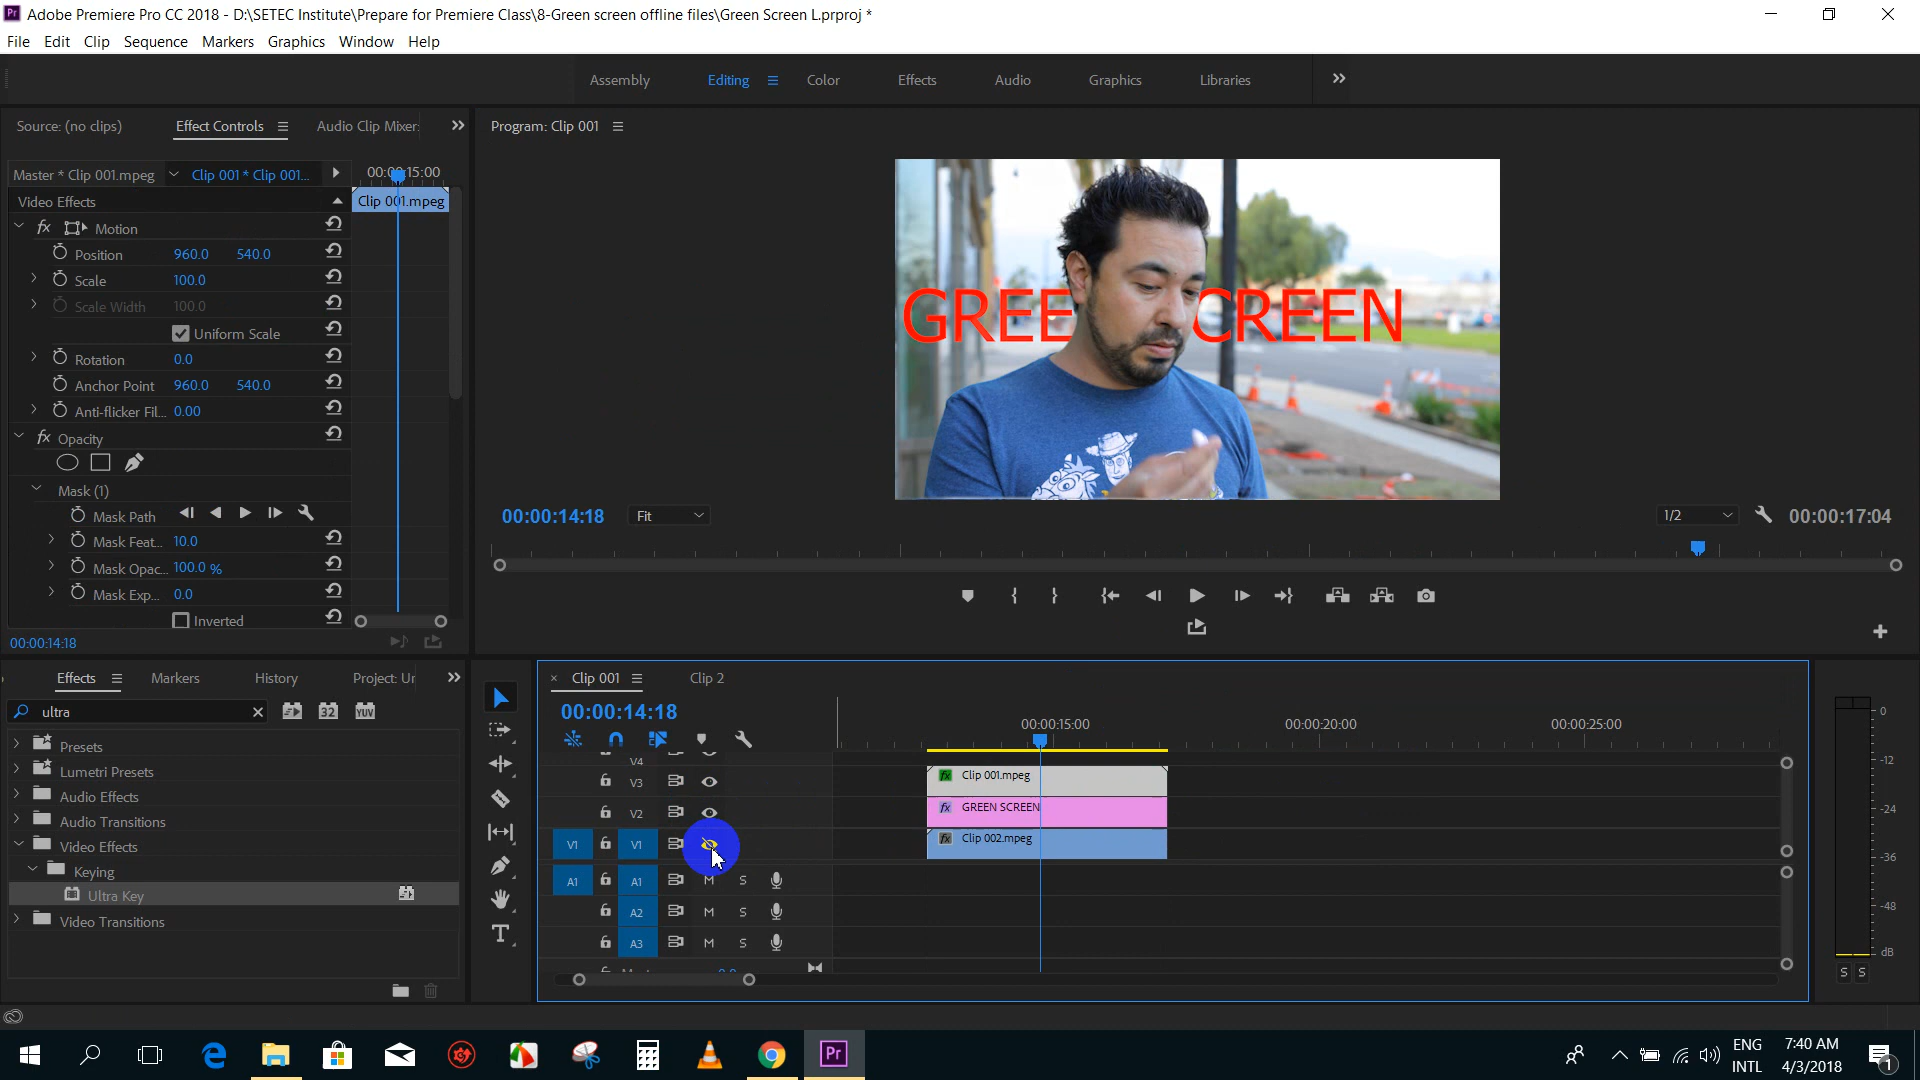 Pr Adobe Premiere Pro CC 2018 - D:\SETEC Institute\Prepare for Premiere Class\8-Green screen offline files\Green Screen L.prproj *
File Edit Clip Sequence Markers Graphics Window Help
Assembly Editing Color Effects Audio Graphics Libraries
Source: (no clips) Effect Controls Audio Clip Mixer:
Program: Clip 001
Master * Clip 001.mpeg Clip 001 * Clip 001...
Video Effects
Clip 001.mpeg
fx Motion
Position 960.0 540.0
Scale 100.0
Scale Width 100.0
Uniform Scale
Rotation 0.0
Anchor Point 960.0 540.0
Anti-flicker Fil... 0.00
fx Opacity
Mask (1)
Mask Path
Mask Feat... 10.0
Mask Opac... 100.0 %
Mask Exp... 0.0
Inverted
00:00:14:18
GREE CREEN
00:00:14:18 Fit 1/2 00:00:17:04
Effects Markers History Project: Ur
ultra 32 YUV
Presets
Lumetri Presets
Audio Effects
Audio Transitions
Video Effects
Keying
Ultra Key
Video Transitions
Clip 001 Clip 2
00:00:14:18
00:00:15:00 00:00:20:00 00:00:25:00
V4
V3 fx Clip 001.mpeg
V2 fx GREEN SCREEN
V1 V1 fx Clip 002.mpeg
A1 A1 M S
A2 M S
A3 M S
0
-12
-24
-36
-48
dB
S S
Pr
ENG
INTL
7:40 AM
4/3/2018
1